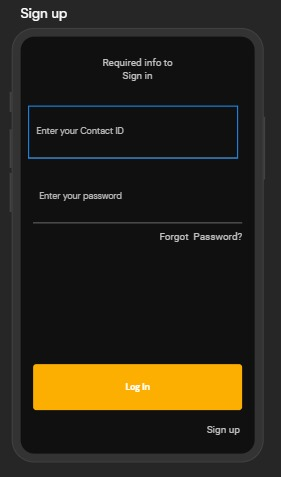 Sign up
Required info to
Sign in
Enter your Contact ID
Enter your password
Forgot Password?
Log In
Sign up